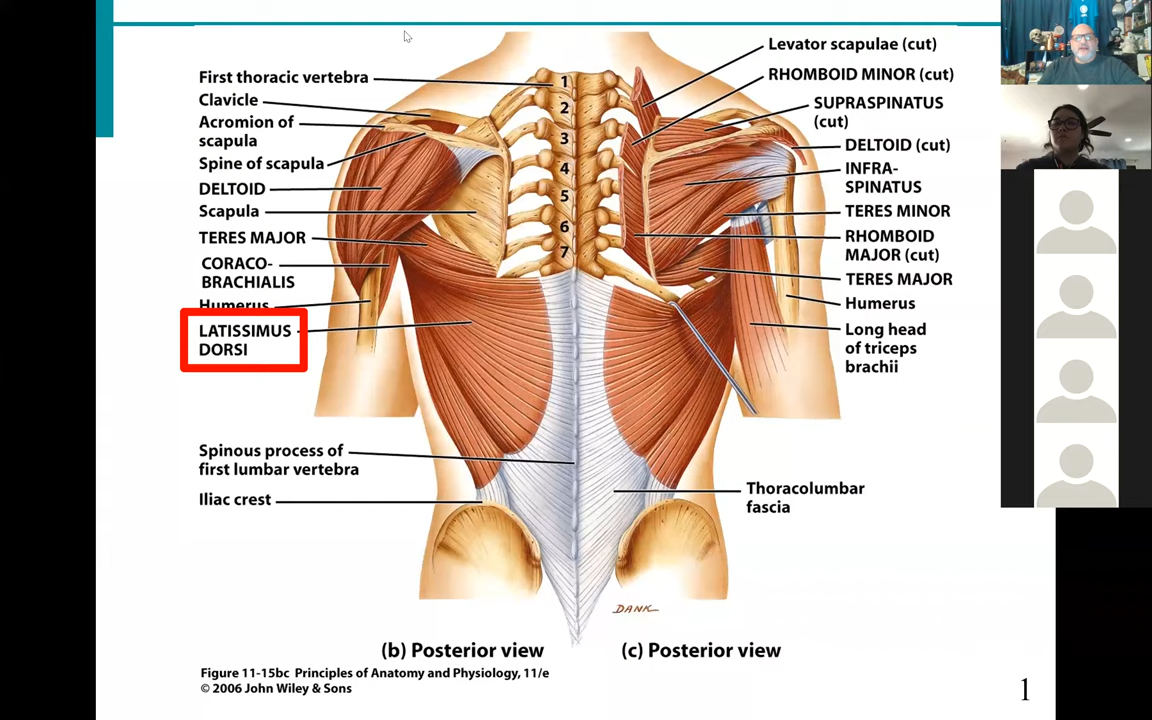 First thoracic vertebra
Clavicle
Acromion of
scapula
Spine of scapula
DELTOID
Scapula
TERES MAJOR
CORACO-
BRACHIALIS
Humerus
LATISSIMUS
DORSI
Spinous process of
first lumbar vertebra
Iliac crest
1
2
3
4
5
6
7
Levator scapulae (cut)
RHOMBOID MINOR (cut)
SUPRASPINATUS
(cut)
DELTOID (cut)
INFRA-
SPINATUS
TERES MINOR
RHOMBOID
MAJOR (cut)
TERES MAJOR
Humerus
Long head
of triceps
brachii
Thoracolumbar
fascia
DANK
(b) Posterior view
(c) Posterior view
Figure 11-15bc Principles of Anatomy and Physiology, 11/e
© 2006 John Wiley & Sons
1